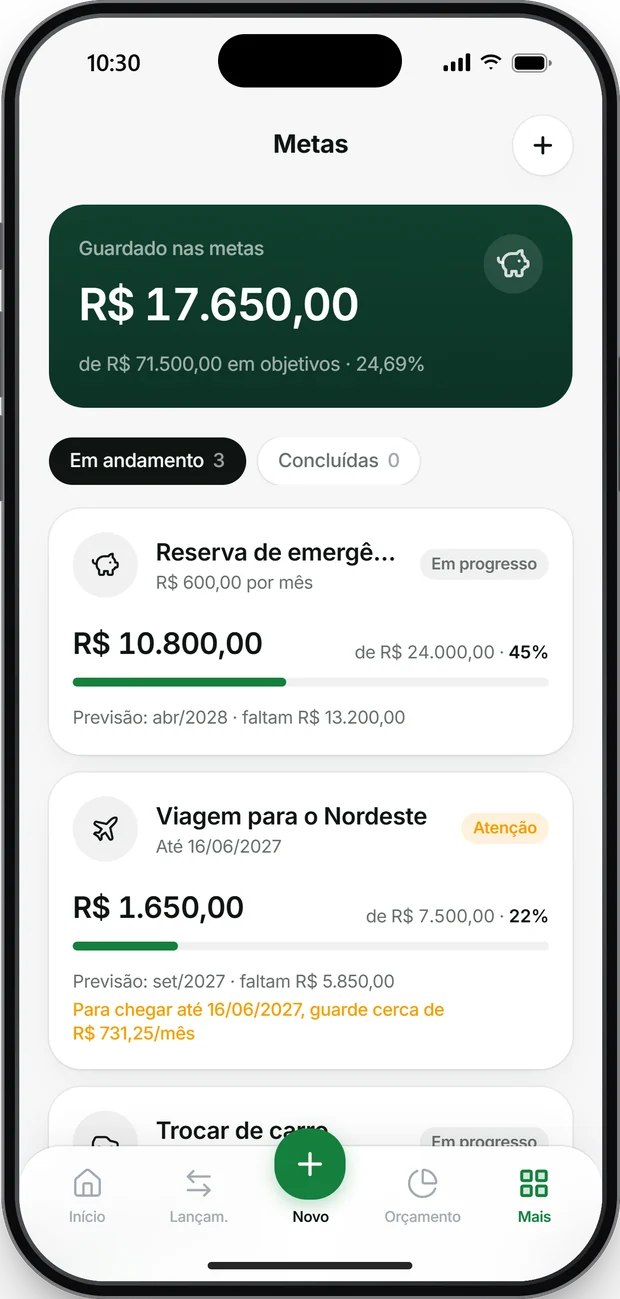 10:30
Metas
Guardado nas metas
R$ 17.650,00
de R$ 71.500,00 em objetivos · 24,69%
Em andamento 3
Concluídas 0
Reserva de emergê...
Em progresso
R$ 600,00 por mês
R$ 10.800,00
de R$ 24.000,00 · 45%
Previsão: abr/2028 · faltam R$ 13.200,00
Viagem para o Nordeste
Atenção
Até 16/06/2027
R$ 1.650,00
de R$ 7.500,00 · 22%
Previsão: set/2027 · faltam R$ 5.850,00
Para chegar até 16/06/2027, guarde cerca de
R$ 731,25/mês
Trocar de carro
Em progresso
Início
Lançam.
Novo
Orçamento
Mais